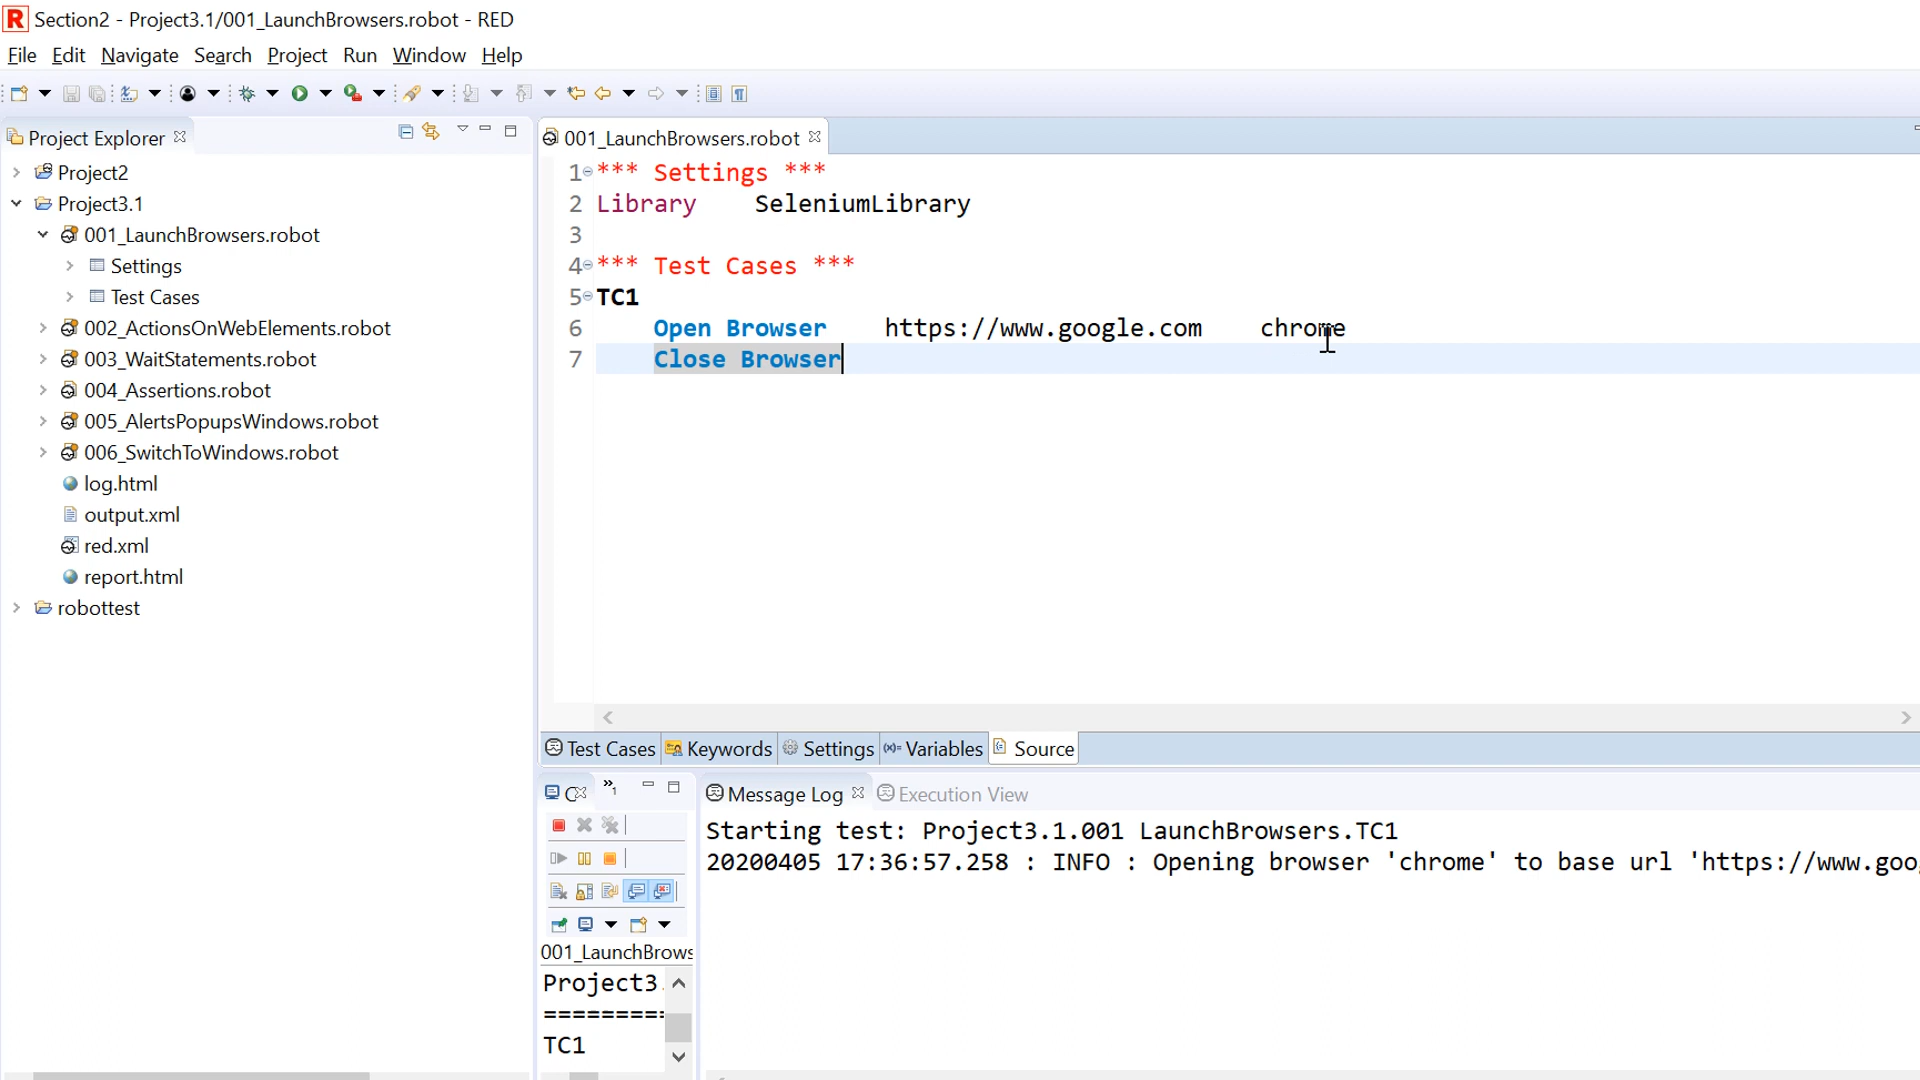 Section2 - Project3.1/001_LaunchBrowsers.robot - RED
File Edit Navigate Search Project Run Window Help
Project Explorer
Project2
Project3.1
001_LaunchBrowsers.robot
Settings
Test Cases
002_ActionsOnWebElements.robot
003_WaitStatements.robot
004_Assertions.robot
005_AlertsPopupsWindows.robot
006_SwitchToWindows.robot
log.html
output.xml
red.xml
report.html
robottest
001_LaunchBrowsers.robot
1 *** Settings ***
2 Library SeleniumLibrary
3
4 *** Test Cases ***
5 TC1
6 Open Browser https://www.google.com chrome
7 Close Browser
Test Cases Keywords Settings Variables Source
Message Log Execution View
Starting test: Project3.1.001 LaunchBrowsers.TC1
20200405 17:36:57.258 : INFO : Opening browser 'chrome' to base url 'https://www.goo
001_LaunchBrows
Project3.
=========
TC1